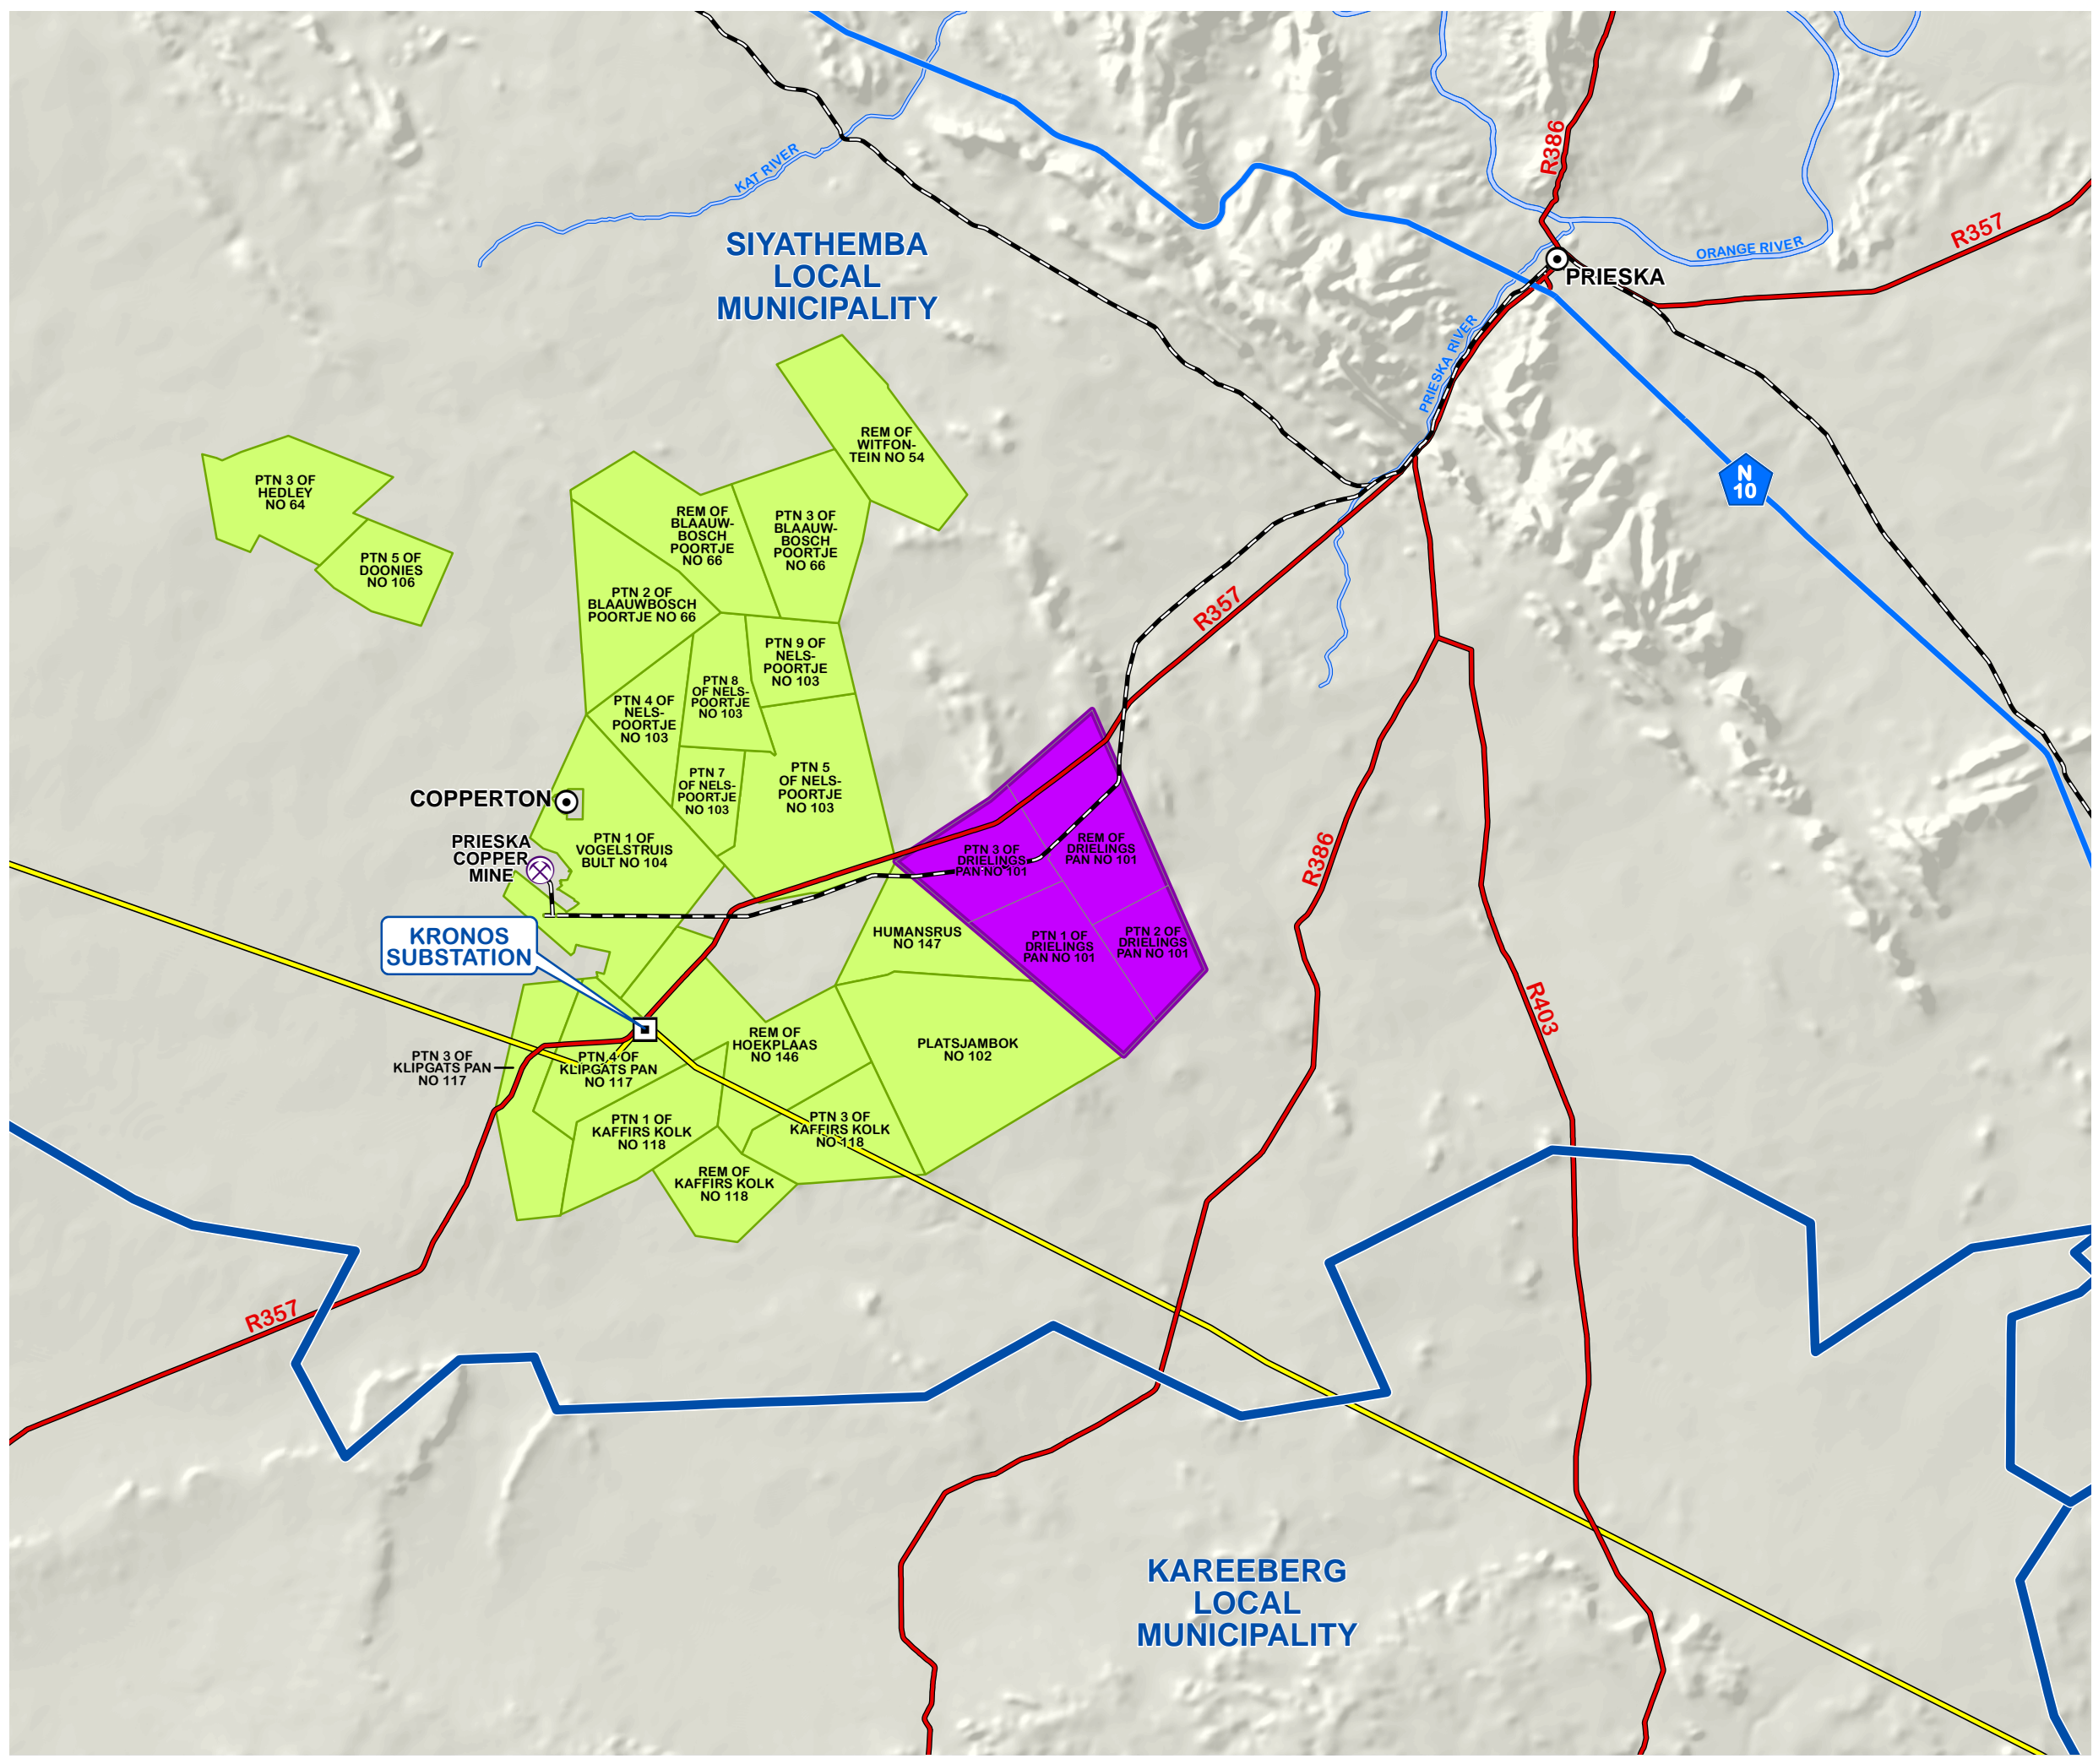 R386
KAT RIVER
SIYATHEMBA
LOCAL
MUNICIPALITY
R357
ORANGE RIVER
PRIESKA
PRIESKA RIVER
N
10
REM OF
WITFON-
TEIN NO 54
PTN 3 OF
HEDLEY
NO 64
PTN 5 OF
DOONIES
NO 106
REM OF
BLAAUW-
BOSCH
POORTJE
NO 66
PTN 3 OF
BLAAUW-
BOSCH
POORTJE
NO 66
PTN 2 OF
BLAAUWBOSCH
POORTJE NO 66
R357
PTN 9 OF
NELS-
POORTJE
NO 103
PTN 8
OF NELS-
POORTJE
NO 103
PTN 4 OF
NELS-
POORTJE
NO 103
PTN 7
OF NELS-
POORTJE
NO 103
PTN 5
OF NELS-
POORTJE
NO 103
COPPERTON
PRIESKA
COPPER
MINE
PTN 1 OF
VOGELSTRUIS
BULT NO 104
PTN 3 OF
DRIELINGS
PAN NO 101
REM OF
DRIELINGS
PAN NO 101
R386
KRONOS
SUBSTATION
HUMANSRUS
NO 147
PTN 1 OF
DRIELINGS
PAN NO 101
PTN 2 OF
DRIELINGS
PAN NO 101
R403
PTN 3 OF
KLIPGATS PAN
NO 117
PTN 4 OF
KLIPGATS PAN
NO 117
REM OF
HOEKPLAAS
NO 146
PLATSJAMBOK
NO 102
PTN 1 OF
KAFFIRS KOLK
NO 118
PTN 3 OF
KAFFIRS KOLK
NO 118
REM OF
KAFFIRS KOLK
NO 118
R357
KAREEBERG
LOCAL
MUNICIPALITY